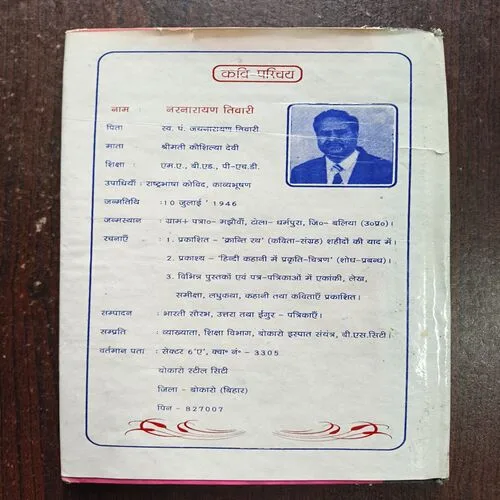 कवि-परिचय
नाम : नरनारायण तिवारी
पिता : स्व. पं. जयनारायण तिवारी
माता : श्रीमती कौशिल्या देवी
शिक्षा : एम.ए., बी.एड., पी-एच.डी.
उपाधियाँ : राष्ट्रभाषा कोविद, काव्यभूषण
जन्मतिथि : 10 जुलाई ' 1946
जन्मस्थान : ग्राम+ पत्रा०- मझौवाँ, टोला- धर्मपुरा, जि०- बलिया (उ०प्र०)।
रचनाएँ : 1. प्रकाशित - 'क्रान्ति रथ' (कविता-संग्रह) शहीदों की याद में।
2. प्रकाश्य - 'हिन्दी कहानी में प्रकृति-चित्रण' (शोध-प्रबन्ध)।
3. विभिन्न पुस्तकों एवं पत्र-पत्रिकाओं में एकांकी, लेख,
समीक्षा, लघुकथा, कहानी तथा कविताएँ प्रकाशित।
सम्पादन : भारती सौरभ, उत्तरा तथा ईंगुर - पत्रिकाएँ।
सम्प्रति : व्याख्याता, शिक्षा विभाग, बोकारो इस्पात संयंत्र, बी.एस.सिटी।
वर्तमान पता : सेक्टर 6'ए', क्वा० नं० - 3305
बोकारो स्टील सिटी
जिला - बोकारो (बिहार)
पिन - 827007